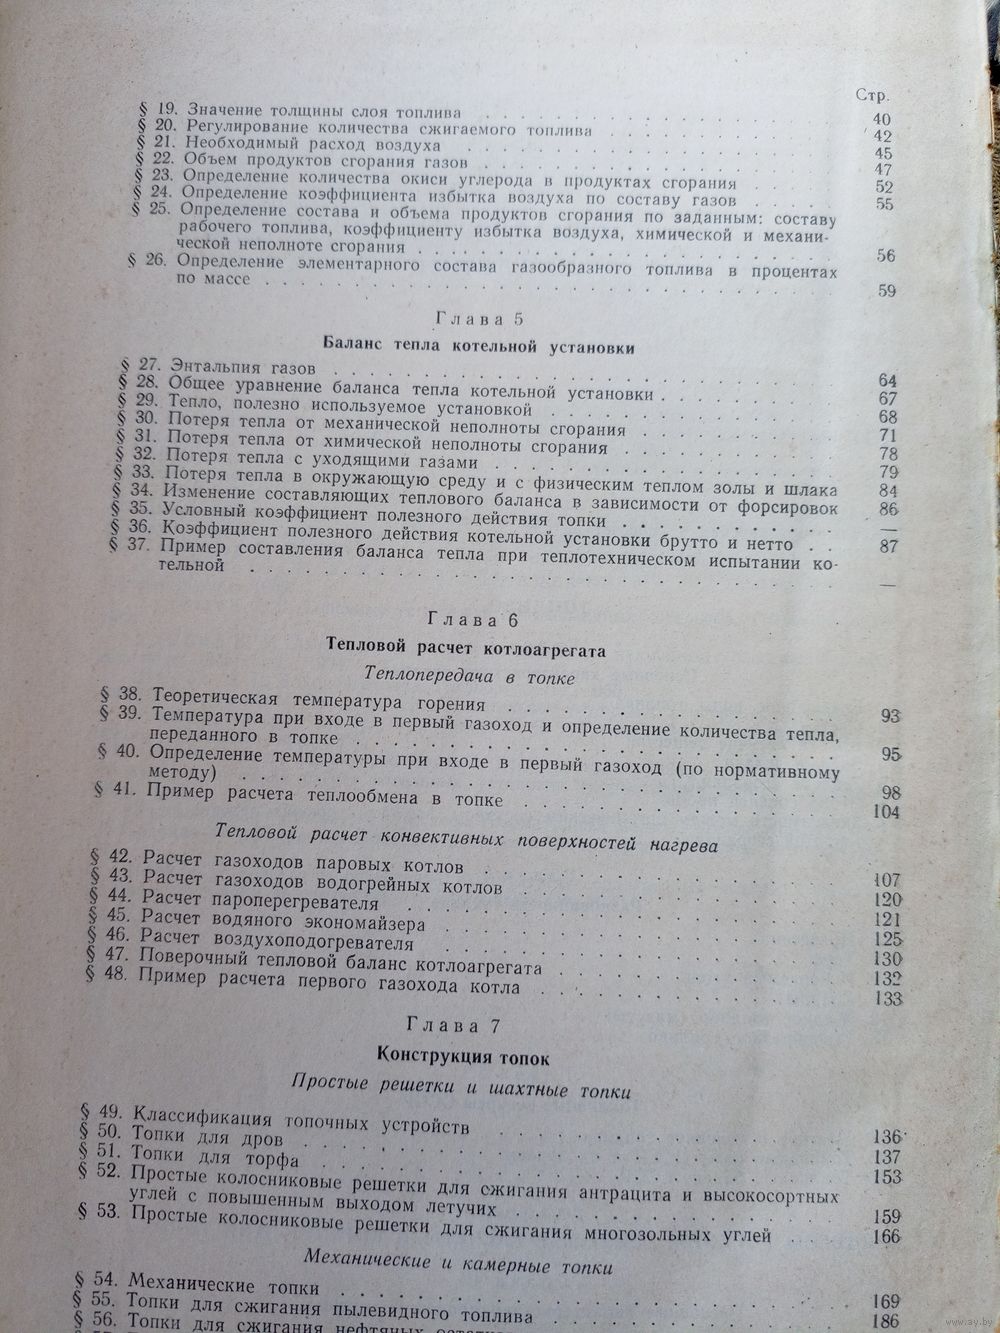 Стр.
§ 19. Значение толщины слоя топлива . . . . . . . . . . 40
§ 20. Регулирование количества сжигаемого топлива . . . . . . 42
§ 21. Необходимый расход воздуха . . . . . . . . . . 45
§ 22. Объем продуктов сгорания газов . . . . . . . . . . 47
§ 23. Определение количества окиси углерода в продуктах сгорания . . . . 52
§ 24. Определение коэффициента избытка воздуха по составу газов . . . . 55
§ 25. Определение состава и объема продуктов сгорания по заданным: составу
рабочего топлива, коэффициенту избытка воздуха, химической и механи-
ческой неполноте сгорания . . . . . . . . . . 56
§ 26. Определение элементарного состава газообразного топлива в процентах
по массе . . . . . . . . . . 59
Глава 5
Баланс тепла котельной установки
§ 27. Энтальпия газов . . . . . . . . . . 64
§ 28. Общее уравнение баланса тепла котельной установки . . . . . . 67
§ 29. Тепло, полезно используемое установкой . . . . . . . . 68
§ 30. Потеря тепла от механической неполноты сгорания . . . . . . 71
§ 31. Потеря тепла от химической неполноты сгорания . . . . . . 78
§ 32. Потеря тепла с уходящими газами . . . . . . . . . . 79
§ 33. Потеря тепла в окружающую среду и с физическим теплом золы и шлака 84
§ 34. Изменение составляющих теплового баланса в зависимости от форсировок 86
§ 35. Условный коэффициент полезного действия топки . . . . . . —
§ 36. Коэффициент полезного действия котельной установки брутто и нетто . . 87
§ 37. Пример составления баланса тепла при теплотехническом испытании ко-
тельной . . . . . . . . . . —
Глава 6
Тепловой расчет котлоагрегата
Теплопередача в топке
§ 38. Теоретическая температура горения . . . . . . . . . . 93
§ 39. Температура при входе в первый газоход и определение количества тепла,
переданного в топке . . . . . . . . . . 95
§ 40. Определение температуры при входе в первый газоход (по нормативному
методу) . . . . . . . . . . 98
§ 41. Пример расчета теплообмена в топке . . . . . . . . . . 104
Тепловой расчет конвективных поверхностей нагрева
§ 42. Расчет газоходов паровых котлов . . . . . . . . . . 107
§ 43. Расчет газоходов водогрейных котлов . . . . . . . . . . 120
§ 44. Расчет пароперегревателя . . . . . . . . . . 121
§ 45. Расчет водяного экономайзера . . . . . . . . . . 125
§ 46. Расчет воздухоподогревателя . . . . . . . . . . 130
§ 47. Поверочный тепловой баланс котлоагрегата . . . . . . . . 132
§ 48. Пример расчета первого газохода котла . . . . . . . . 133
Глава 7
Конструкция топок
Простые решетки и шахтные топки
§ 49. Классификация топочных устройств . . . . . . . . . . 136
§ 50. Топки для дров . . . . . . . . . . 137
§ 51. Топки для торфа . . . . . . . . . . 153
§ 52. Простые колосниковые решетки для сжигания антрацита и высокосортных
углей с повышенным выходом летучих . . . . . . . . . . 159
§ 53. Простые колосниковые решетки для сжигания многозольных углей . . . . 166
Механические и камерные топки
§ 54. Механические топки . . . . . . . . . . 169
§ 55. Топки для сжигания пылевидного топлива . . . . . . . . 186
§ 56. Топки для сжигания нефтяных
www.ay.by